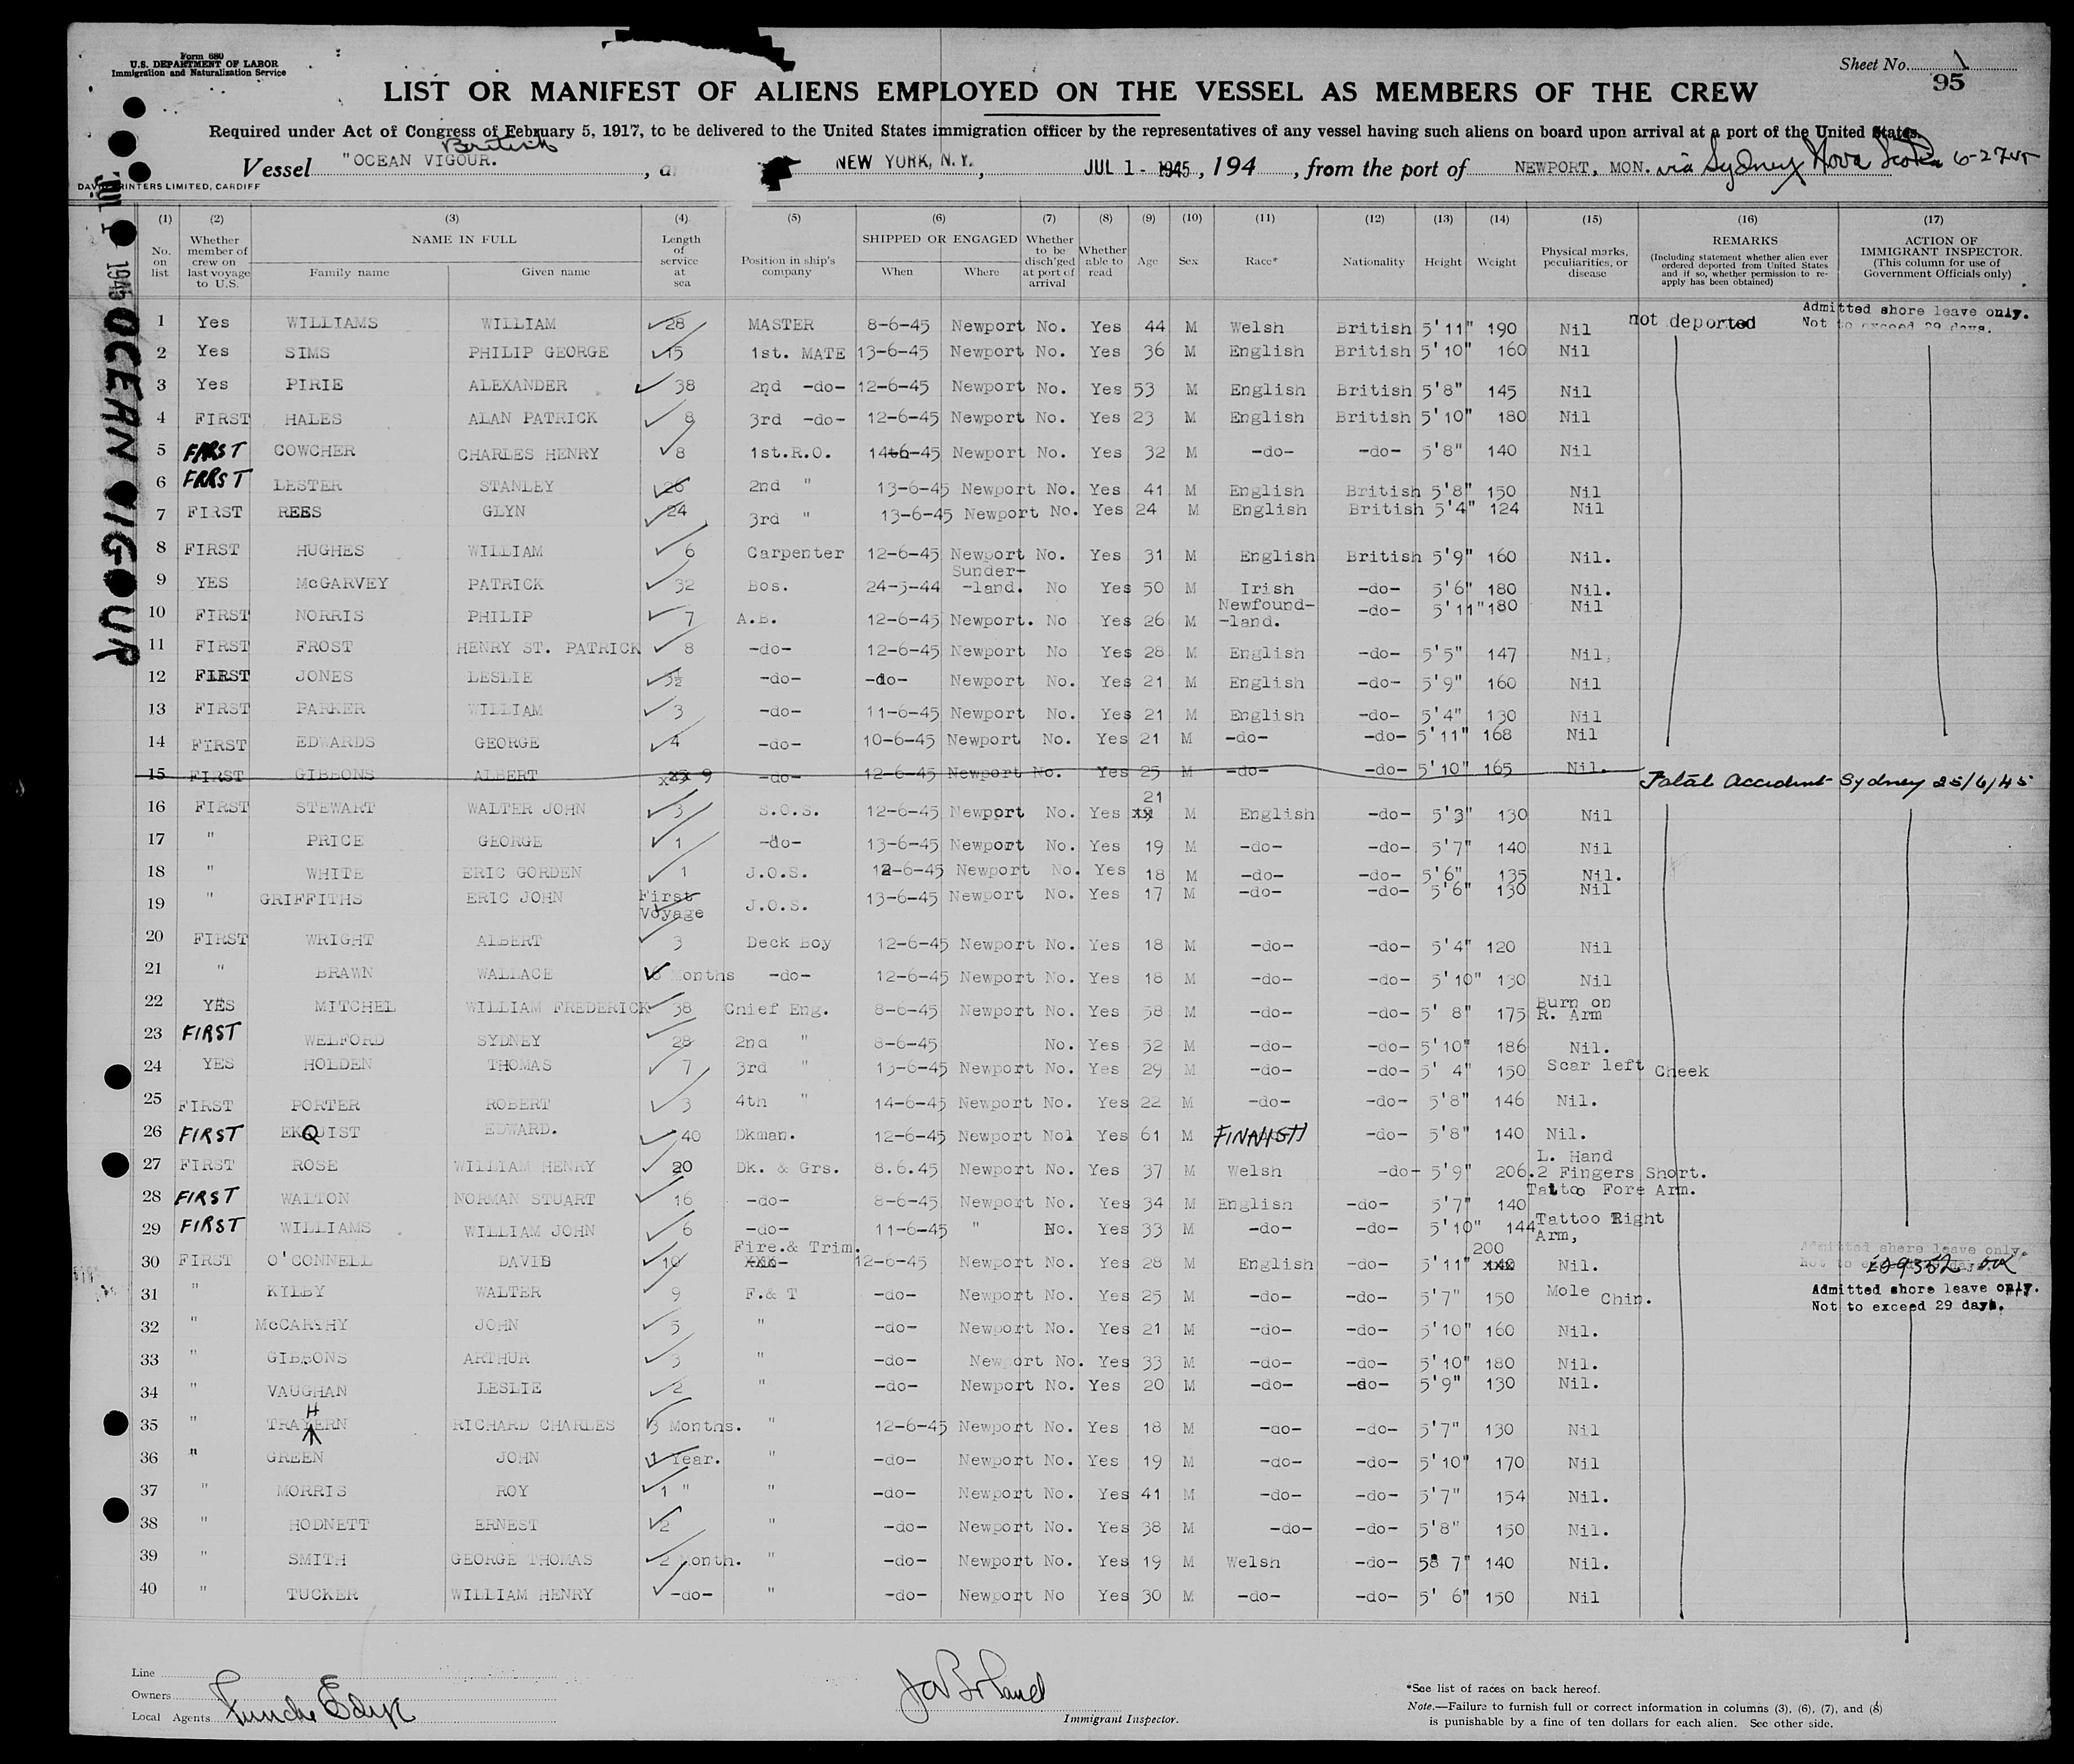 Form 680
U.S. DEPARTMENT OF LABOR
Immigration and Naturalization Service
Sheet No. 1
95
LIST OR MANIFEST OF ALIENS EMPLOYED ON THE VESSEL AS MEMBERS OF THE CREW
Required under Act of Congress of February 5, 1917, to be delivered to the United States immigration officer by the representatives of any vessel having such aliens on board upon arrival at a port of the United States.
British
Vessel "OCEAN VIGOUR. , NEW YORK, N.Y. , JUL 1 - 1945 , 194 , from the port of NEWPORT, MON. via Sydney Nova Scotia 6-27-45
PRINTERS LIMITED, CARDIFF
JUL 1 1945 OCEAN VIGOUR
(1) (2) (3) (4) (5) (6) (7) (8) (9) (10) (11) (12) (13) (14) (15) (16) (17)
No. on list
Whether member of crew on last voyage to U.S.
NAME IN FULL
Family name Given name
Length of service at sea
Position in ship's company
SHIPPED OR ENGAGED
When Where
Whether to be disch'ged at port of arrival
Whether able to read
Age
Sex
Race*
Nationality
Height
Weight
Physical marks, peculiarities, or disease
REMARKS
(Including statement whether alien ever ordered deported from United States and if so, whether permission to re-apply has been obtained)
ACTION OF IMMIGRANT INSPECTOR.
(This column for use of Government Officials only)
1 Yes WILLIAMS WILLIAM 28 MASTER 8-6-45 Newport No. Yes 44 M Welsh British 5'11" 190 Nil not deported Admitted shore leave only. Not to exceed 29 days.
2 Yes SIMS PHILIP GEORGE 15 1st. MATE 13-6-45 Newport No. Yes 36 M English British 5'10" 160 Nil
3 Yes PIRIE ALEXANDER 38 2nd -do- 12-6-45 Newport No. Yes 53 M English British 5'8" 145 Nil
4 FIRST HALES ALAN PATRICK 8 3rd -do- 12-6-45 Newport No. Yes 23 M English British 5'10" 180 Nil
5 FIRST COWCHER CHARLES HENRY 8 1st.R.O. 14-6-45 Newport No. Yes 32 M -do- -do- 5'8" 140 Nil
6 FIRST LESTER STANLEY 26 2nd " 13-6-45 Newport No. Yes 41 M English British 5'8" 150 Nil
7 FIRST REES GLYN 24 3rd " 13-6-45 Newport No. Yes 24 M English British 5'4" 124 Nil
8 FIRST HUGHES WILLIAM 6 Carpenter 12-6-45 Newport No. Yes 31 M English British 5'9" 160 Nil.
9 YES McGARVEY PATRICK 32 Bos. 24-5-44 Sunder--land. No Yes 50 M Irish -do- 5'6" 180 Nil.
10 FIRST NORRIS PHILIP 7 A.B. 12-6-45 Newport. No Yes 26 M Newfound--land. -do- 5'11" 180 Nil
11 FIRST FROST HENRY ST. PATRICK 8 -do- 12-6-45 Newport No Yes 28 M English -do- 5'5" 147 Nil.
12 FIRST JONES LESLIE 3½ -do- -do- Newport No. Yes 21 M English -do- 5'9" 160 Nil
13 FIRST PARKER WILLIAM 3 -do- 11-6-45 Newport No. Yes 21 M English -do- 5'4" 130 Nil
14 FIRST EDWARDS GEORGE 4 -do- 10-6-45 Newport No. Yes 21 M -do- -do- 5'11" 168 Nil
15 FIRST GIBBONS ALBERT 9 -do- 12-6-45 Newport No. Yes 25 M -do- -do- 5'10" 165 Nil. Fatal Accident Sydney 25/6/45
16 FIRST STEWART WALTER JOHN 3 S.O.S. 12-6-45 Newport No. Yes 21 M English -do- 5'3" 130 Nil
17 " PRICE GEORGE 1 -do- 13-6-45 Newport No. Yes 19 M -do- -do- 5'7" 140 Nil
18 " WHITE ERIC GORDEN 1 J.O.S. 12-6-45 Newport No. Yes 18 M -do- -do- 5'6" 135 Nil.
19 " GRIFFITHS ERIC JOHN First Voyage J.O.S. 13-6-45 Newport No. Yes 17 M -do- -do- 5'6" 130 Nil
20 FIRST WRIGHT ALBERT 3 Deck Boy 12-6-45 Newport No. Yes 18 M -do- -do- 5'4" 120 Nil
21 " BRAWN WALLACE Months -do- 12-6-45 Newport No. Yes 18 M -do- -do- 5'10" 130 Nil
22 YES MITCHEL WILLIAM FREDERICK 38 Chief Eng. 8-6-45 Newport No. Yes 58 M -do- -do- 5' 8" 175 Burn on R. Arm
23 FIRST WELFORD SYDNEY 28 2nd " 8-6-45 No. Yes 52 M -do- -do- 5'10" 186 Nil.
24 YES HOLDEN THOMAS 7 3rd " 13-6-45 Newport No. Yes 29 M -do- -do- 5' 4" 150 Scar left Cheek
25 FIRST PORTER ROBERT 3 4th " 14-6-45 Newport No. Yes 22 M -do- -do- 5'8" 146 Nil.
26 FIRST EKQUIST EDWARD. 40 Dkman. 12-6-45 Newport No. Yes 61 M FINNISH -do- 5'8" 140 Nil.
27 FIRST ROSE WILLIAM HENRY 20 Dk. & Grs. 8.6.45 Newport No. Yes 37 M Welsh -do- 5'9" 206. L. Hand 2 Fingers Short.
28 FIRST WALTON NORMAN STUART 16 -do- 8-6-45 Newport No. Yes 34 M English -do- 5'7" 140 Tattoo Fore Arm.
29 FIRST WILLIAMS WILLIAM JOHN 6 -do- 11-6-45 " No. Yes 33 M -do- -do- 5'10" 144 Tattoo Right Arm,
30 FIRST O'CONNELL DAVID 10 Fire.& Trim. 12-6-45 Newport No. Yes 28 M English -do- 5'11" 200 Nil. Admitted shore leave only.
31 " KILBY WALTER 9 F.& T -do- Newport No. Yes 25 M -do- -do- 5'7" 150 Mole Chin. Admitted shore leave only. Not to exceed 29 days.
32 " McCARTHY JOHN 5 " -do- Newport No. Yes 21 M -do- -do- 5'10" 160 Nil.
33 " GIBBONS ARTHUR 3 " -do- Newport No. Yes 33 M -do- -do- 5'10" 180 Nil.
34 " VAUGHAN LESLIE 2 " -do- Newport No. Yes 20 M -do- -do- 5'9" 130 Nil.
35 " TRAHERN RICHARD CHARLES 3 Months. " 12-6-45 Newport No. Yes 18 M -do- -do- 5'7" 130 Nil
36 " GREEN JOHN 1 Year. " -do- Newport No. Yes 19 M -do- -do- 5'10" 170 Nil
37 " MORRIS ROY 1 " " -do- Newport No. Yes 41 M -do- -do- 5'7" 154 Nil.
38 " HODNETT ERNEST 2 " -do- Newport No. Yes 38 M -do- -do- 5'8" 150 Nil.
39 " SMITH GEORGE THOMAS 2 Month. " -do- Newport No. Yes 19 M Welsh -do- 5' 7" 140 Nil.
40 " TUCKER WILLIAM HENRY -do- " -do- Newport No Yes 30 M -do- -do- 5' 6" 150 Nil
Line
Owners
Local Agents Funch Edye
Immigrant Inspector.
*See list of races on back hereof.
Note.—Failure to furnish full or correct information in columns (3), (6), (7), and (8) is punishable by a fine of ten dollars for each alien. See other side.